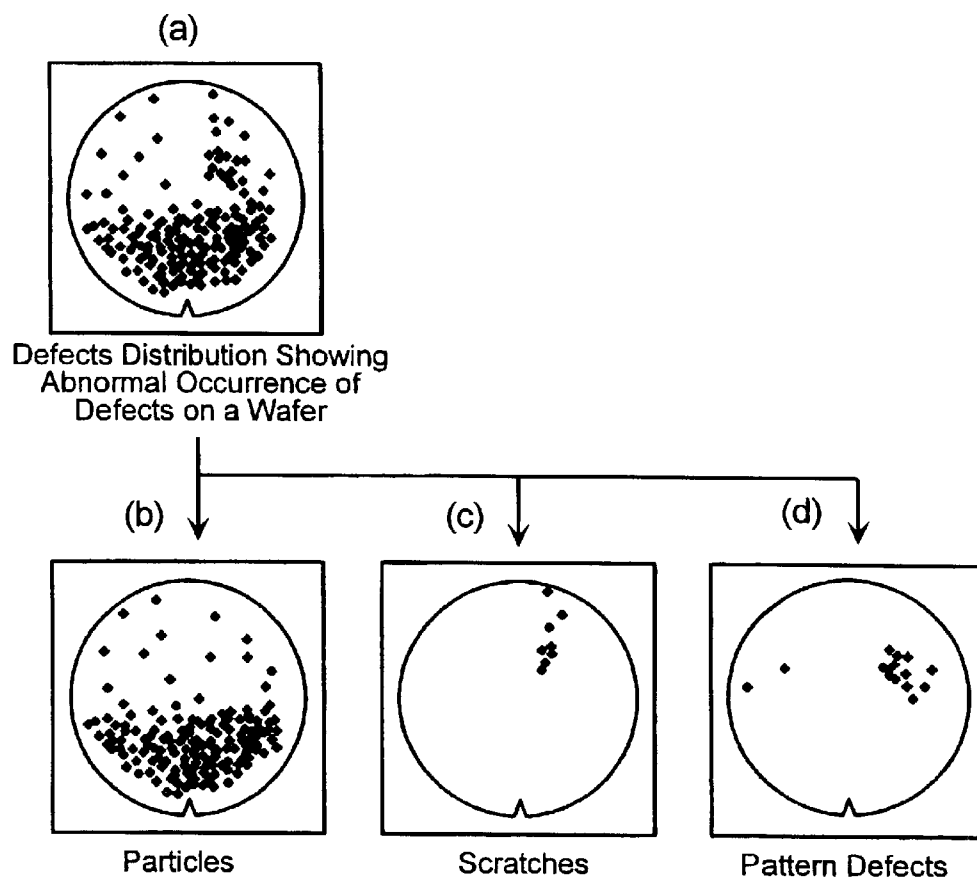 (a)
Defects Distribution Showing
Abnormal Occurrence of
Defects on a Wafer
(b)
(c)
(d)
Particles
Scratches
Pattern Defects